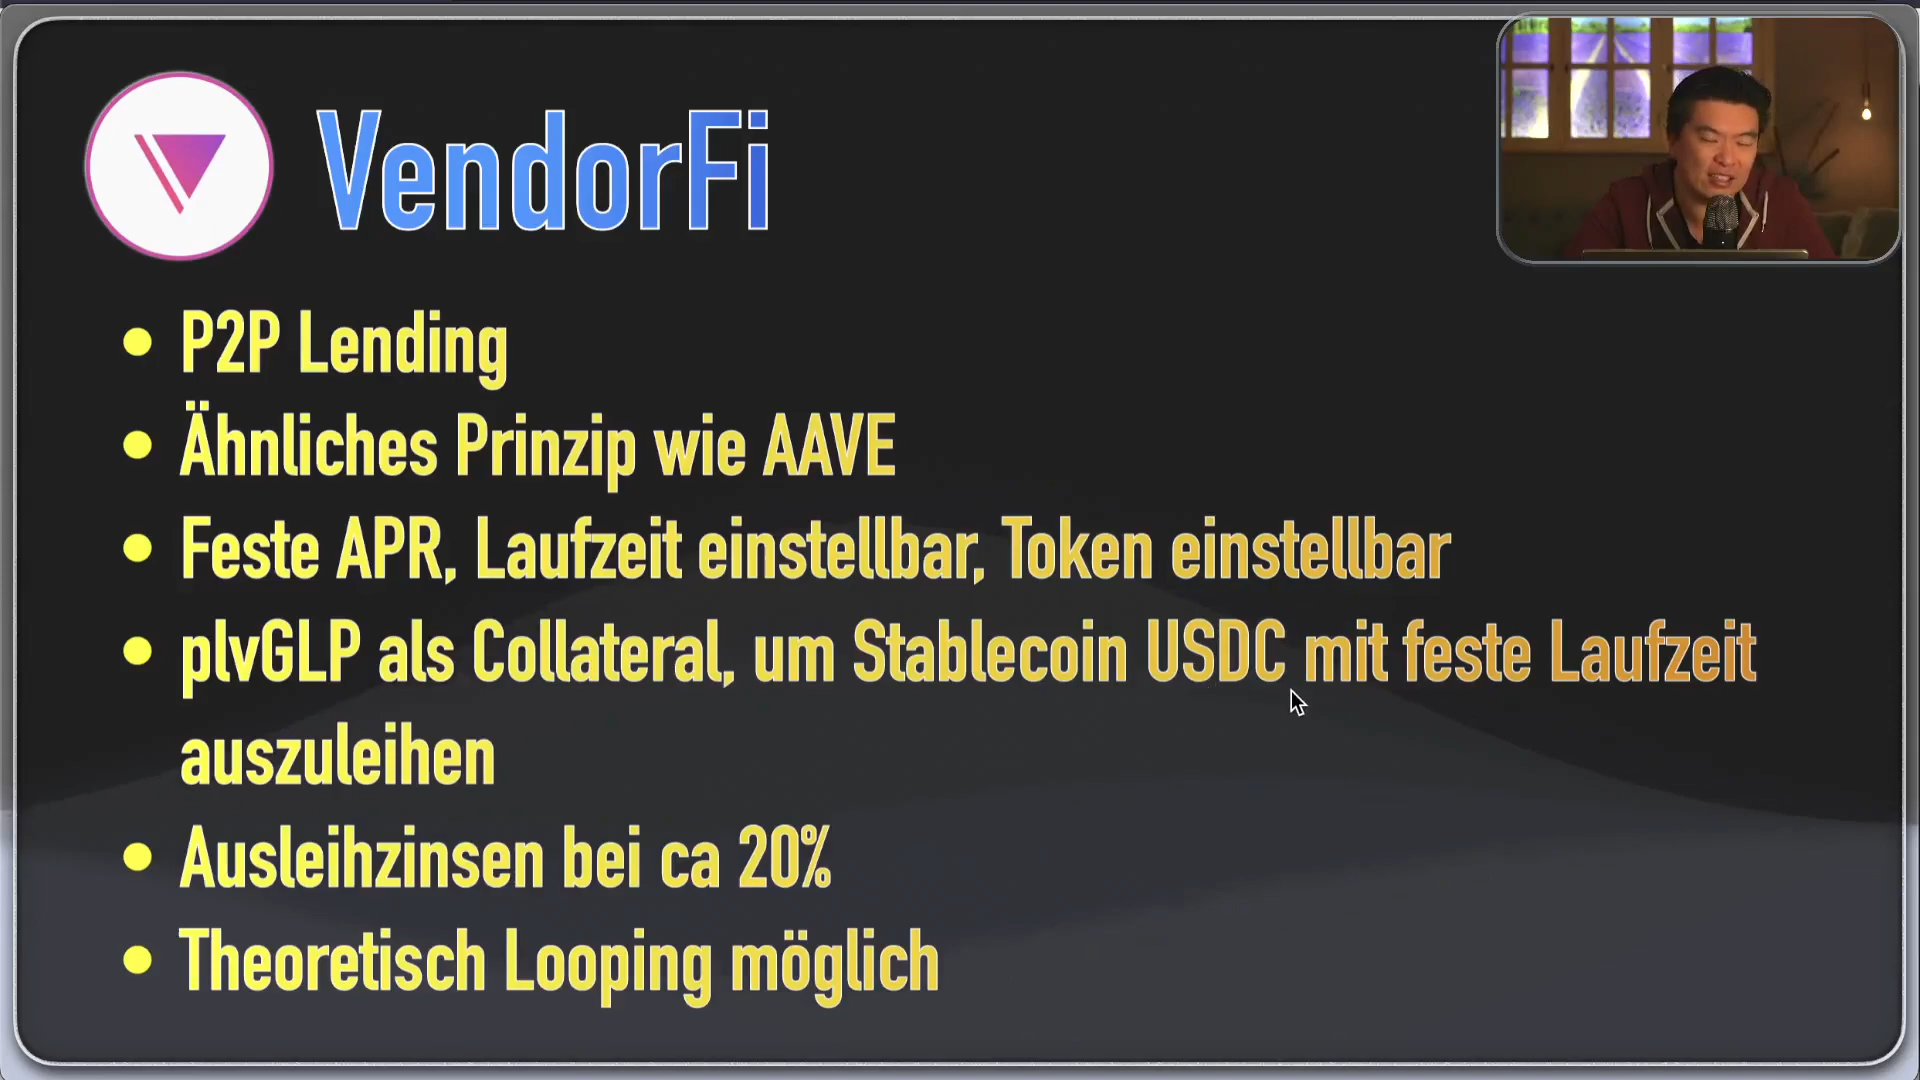 VendorFi
P2P Lending
Ähnliches Prinzip wie AAVE
Feste APR, Laufzeit einstellbar, Token einstellbar
plvGLP als Collateral, um Stablecoin USDC mit feste Laufzeit
auszuleihen
Ausleihzinsen bei ca 20%
Theoretisch Looping möglich